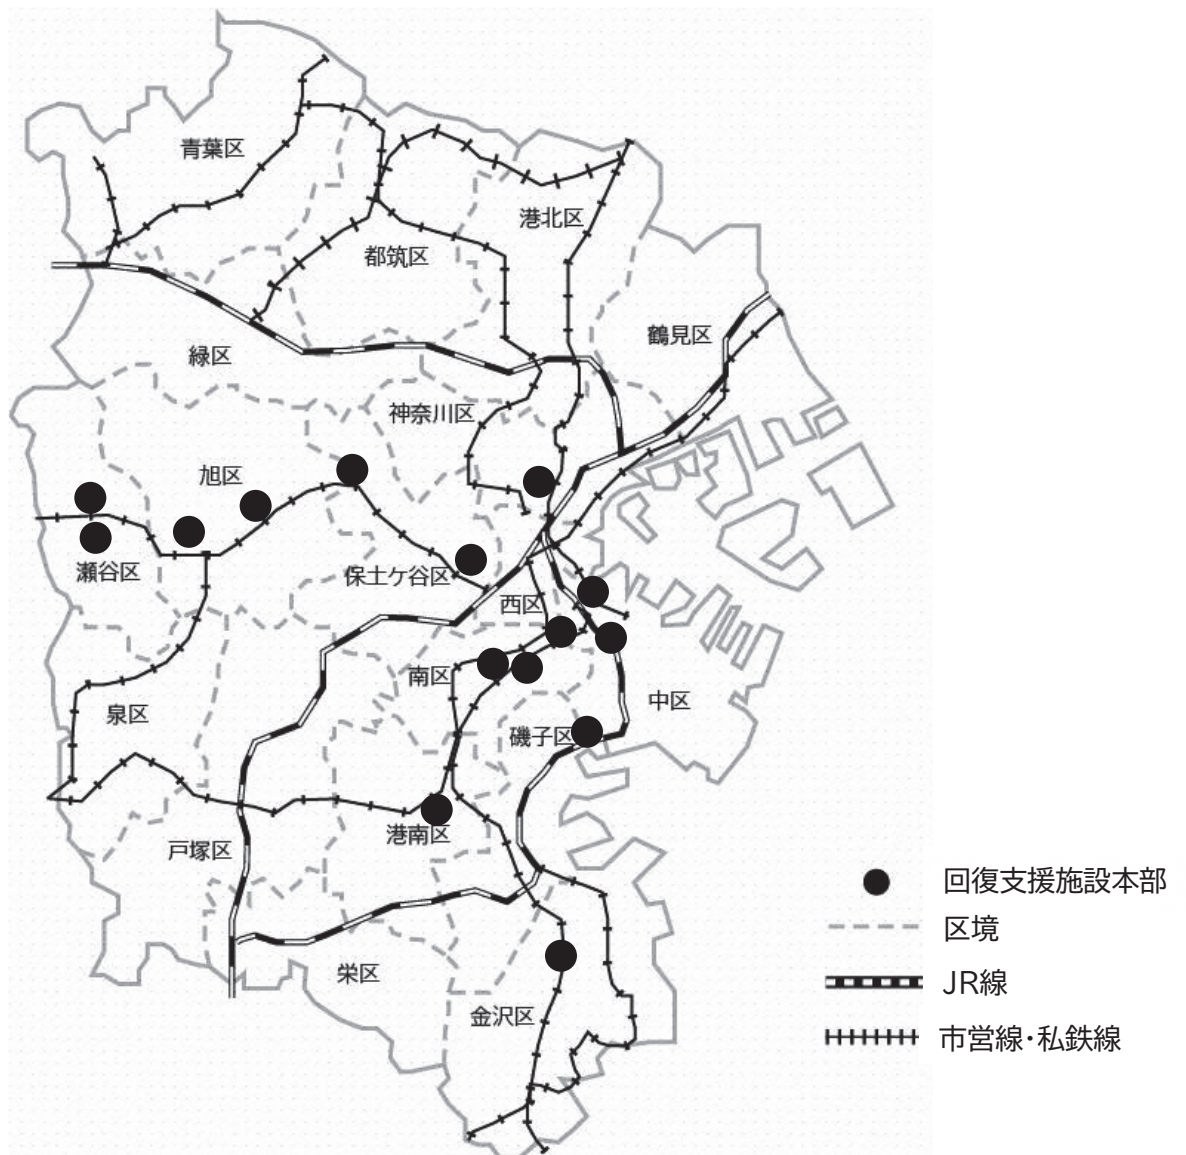 青葉区
港北区
都筑区
鶴見区
緑区
神奈川区
旭区
瀬谷区
保土ケ谷区
西区
南区
中区
泉区
磯子区
港南区
戸塚区
栄区
金沢区
回復支援施設本部
区境
JR線
市営線・私鉄線